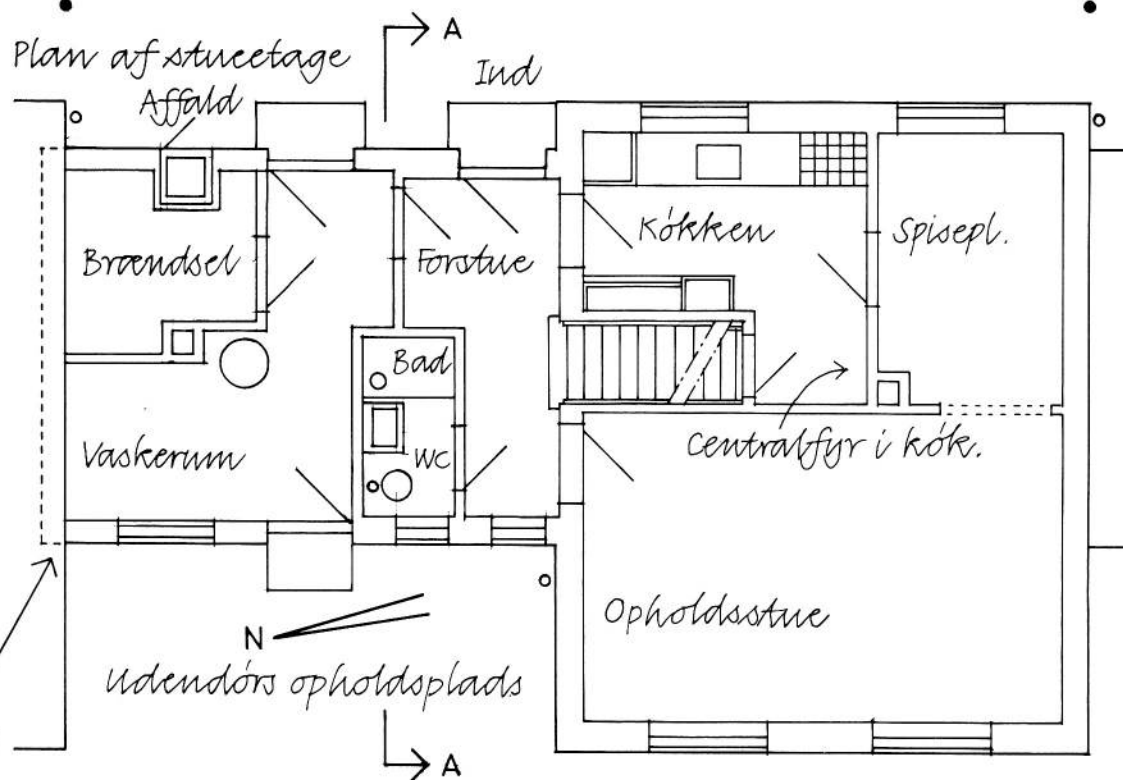 A
Plan af stueetage
Ind
Affald
Køkken
Spisepl.
Brændsel
Forstue
Bad
WC
Vaskerum
Centralfyr i køk.
Opholdsstue
N
Udendørs opholdsplads
A